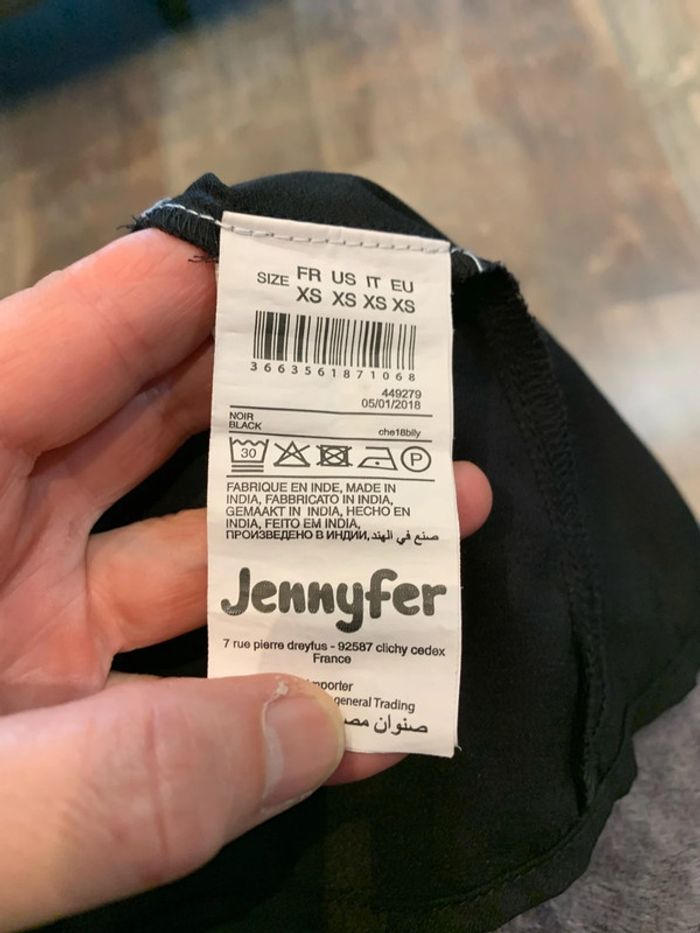 SIZE FR US IT EU
XS XS XS XS
3663561871068
449279
05/01/2018
NOIR
BLACK
che18bily
30
P
FABRIQUE EN INDE, MADE IN
INDIA, FABBRICATO IN INDIA,
GEMAAKT IN INDIA, HECHO EN
INDIA, FEITO EM INDIA,
ПРОИЗВЕДЕНО В ИНДИИ, صنع في الهند
Jennyfer
7 rue pierre dreyfus - 92587 clichy cedex
France
general Trading
صنوان